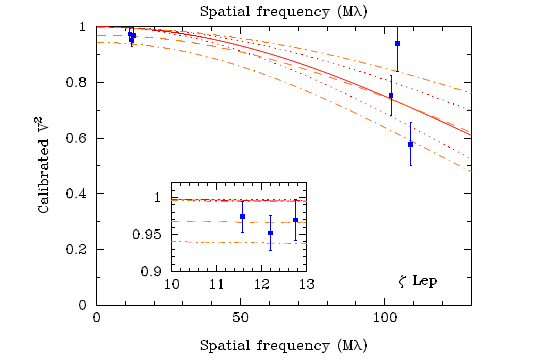 Spatial frequency (Mλ)
1
0.8
0.6
0.4
0.2
0
Calibrated V²
1
0.95
0.9
10 11 12 13
ζ Lep
0 50 100
Spatial frequency (Mλ)